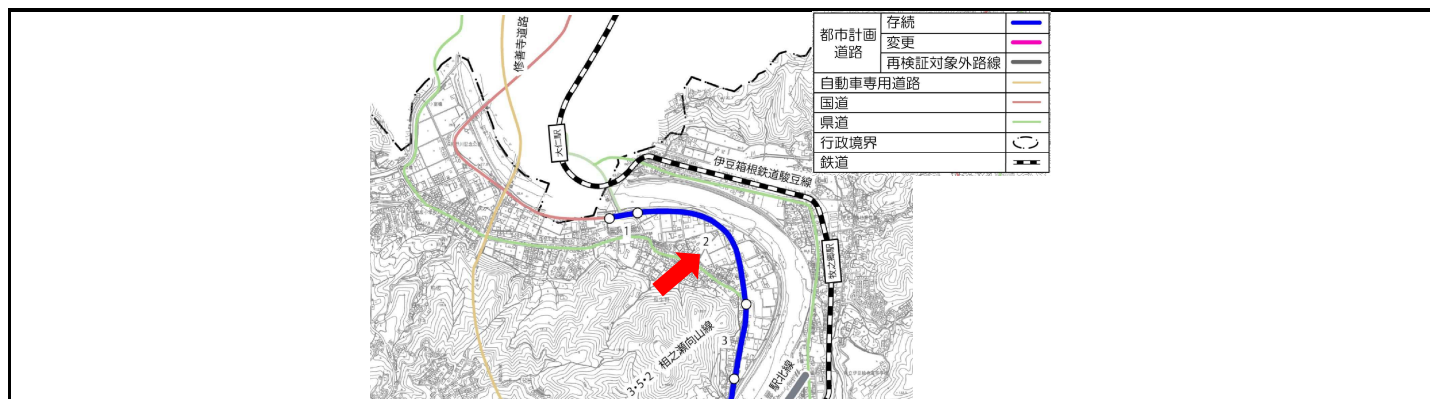 都市計画
道路
存続
変更
再検証対象外路線
自動車専用道路
国道
県道
行政境界
鉄道
修善寺道路
大仁駅
伊豆箱根鉄道駿豆線
牧之郷駅
1
2
3
3・5・2 相之瀬向山線
駅北線